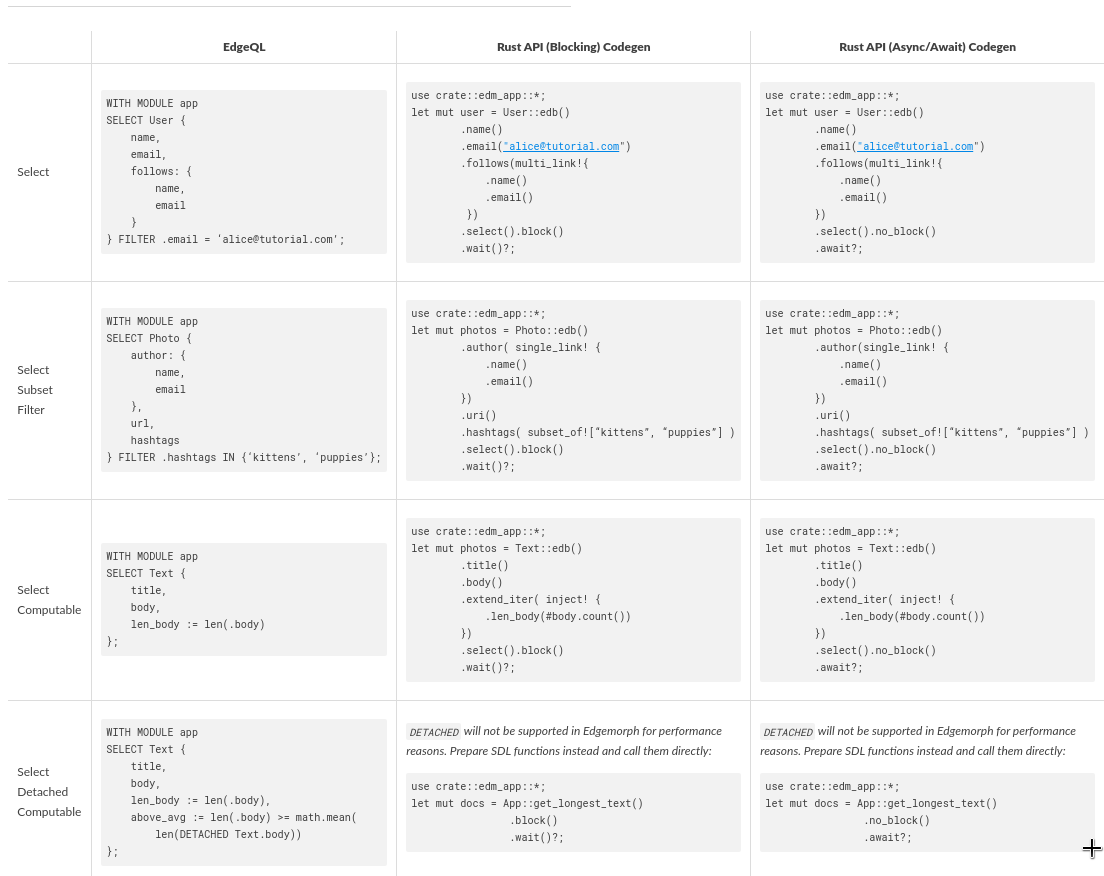 EdgeQL
Rust API (Blocking) Codegen
Rust API (Async/Await) Codegen
Select
WITH MODULE app
SELECT User {
    name,
    email,
    follows: {
        name,
        email
    }
} FILTER .email = ‘alice@tutorial.com’;
use crate::edm_app::*;
let mut user = User::edb()
        .name()
        .email("alice@tutorial.com")
        .follows(multi_link!{
            .name()
            .email()
         })
        .select().block()
        .wait()?;
use crate::edm_app::*;
let mut user = User::edb()
        .name()
        .email("alice@tutorial.com")
        .follows(multi_link!{
            .name()
            .email()
        })
        .select().no_block()
        .await?;
Select
Subset
Filter
WITH MODULE app
SELECT Photo {
    author: {
        name,
        email
    },
    url,
    hashtags
} FILTER .hashtags IN {‘kittens’, ‘puppies’};
use crate::edm_app::*;
let mut photos = Photo::edb()
        .author( single_link! {
            .name()
            .email()
        })
        .uri()
        .hashtags( subset_of![“kittens”, “puppies”] )
        .select().block()
        .wait()?;
use crate::edm_app::*;
let mut photos = Photo::edb()
        .author(single_link! {
            .name()
            .email()
        })
        .uri()
        .hashtags( subset_of![“kittens”, “puppies”] )
        .select().no_block()
        .await?;
Select
Computable
WITH MODULE app
SELECT Text {
    title,
    body,
    len_body := len(.body)
};
use crate::edm_app::*;
let mut photos = Text::edb()
        .title()
        .body()
        .extend_iter( inject! {
            .len_body(#body.count())
        })
        .select().block()
        .wait()?;
use crate::edm_app::*;
let mut photos = Text::edb()
        .title()
        .body()
        .extend_iter( inject! {
            .len_body(#body.count())
        })
        .select().no_block()
        .await?;
Select
Detached
Computable
WITH MODULE app
SELECT Text {
    title,
    body,
    len_body := len(.body),
    above_avg := len(.body) >= math.mean(
        len(DETACHED Text.body))
};
DETACHED will not be supported in Edgemorph for performance
reasons. Prepare SDL functions instead and call them directly:
use crate::edm_app::*;
let mut docs = App::get_longest_text()
                .block()
                .wait()?;
DETACHED will not be supported in Edgemorph for performance
reasons. Prepare SDL functions instead and call them directly:
use crate::edm_app::*;
let mut docs = App::get_longest_text()
                .no_block()
                .await?;